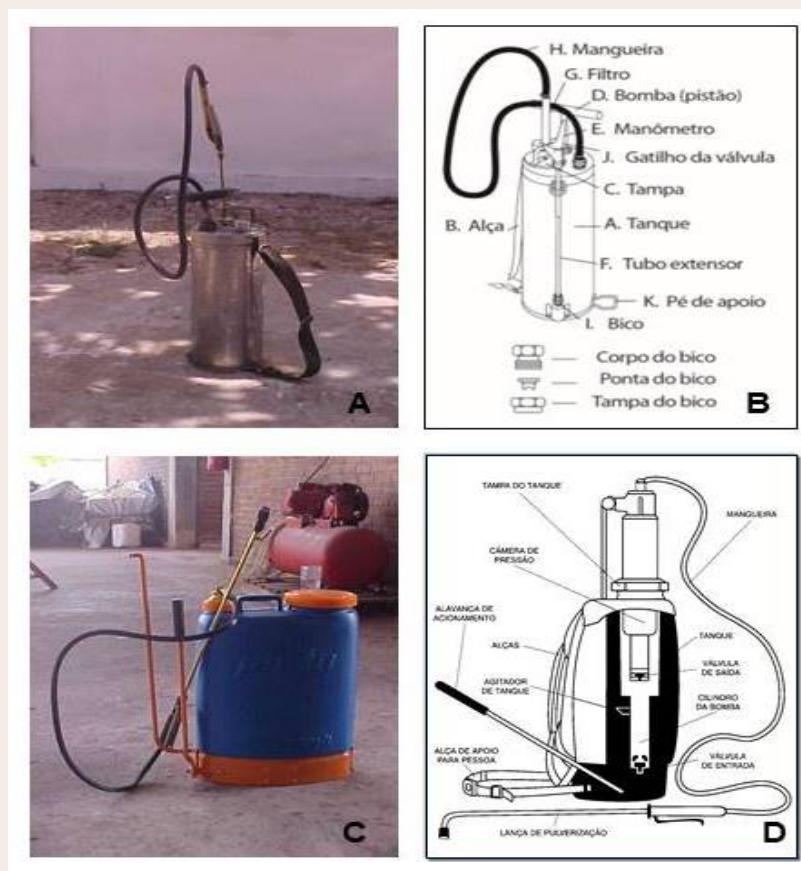 H. Mangueira
G. Filtro
D. Bomba (pistão)
E. Manômetro
J. Gatilho da válvula
C. Tampa
B. Alça
A. Tanque
F. Tubo extensor
K. Pé de apoio
I. Bico
Corpo do bico
Ponta do bico
Tampa do bico
A
B
TAMPA DO TANQUE
MANGUEIRA
CÂMERA DE
PRESSÃO
ALAVANCA DE
ACIONAMENTO
TANQUE
ALÇAS
VÁLVULA
DE SAÍDA
AGITADOR
DE TANQUE
CILINDRO
DA BOMBA
ALÇA DE APOIO
PARA PESSOA
VÁLVULA
DE ENTRADA
LANÇA DE PULVERIZAÇÃO
C
D